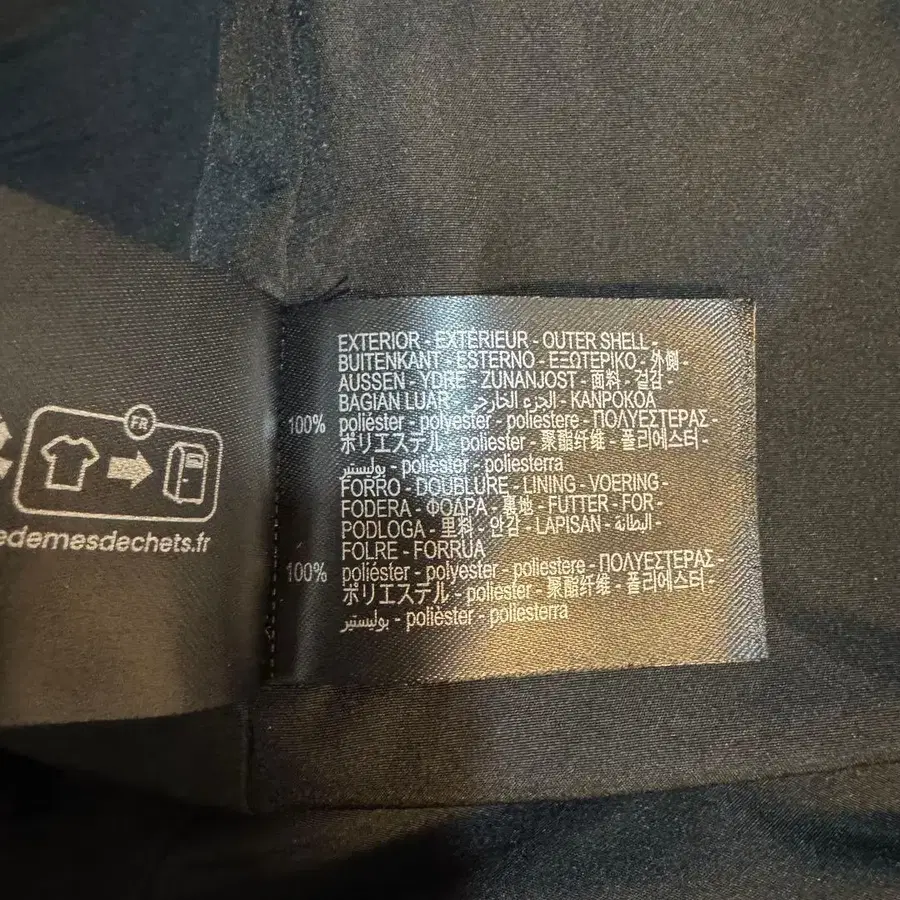 EXTERIOR - EXTÉRIEUR - OUTER SHELL -
BUITENKANT - ESTERNO - ΕΞΩΤΕΡΙΚΟ - 外側 -
AUSSEN - YDRE - ZUNANJOST - 面料 - 겉감 -
BAGIAN LUAR - الجزء الخارجي - KANPOKOA
100% poliéster - polyester - poliestere - ΠΟΛΥΕΣΤΕΡΑΣ -
ポリエステル - poliester - 聚酯纤维 - 폴리에스터 -
بوليستير - polièster - poliesterra
FORRO - DOUBLURE - LINING - VOERING -
FODERA - ΦΟΔΡΑ - 裏地 - FUTTER - FOR -
PODLOGA - 里料 - 안감 - LAPISAN - البطانة -
FOLRE - FORRUA
100% poliéster - polyester - poliestere - ΠΟΛΥΕΣΤΕΡΑΣ -
ポリエステル - poliester - 聚酯纤维 - 폴리에스터 -
بوليستير - polièster - poliesterra
FR
edemesdechets.fr